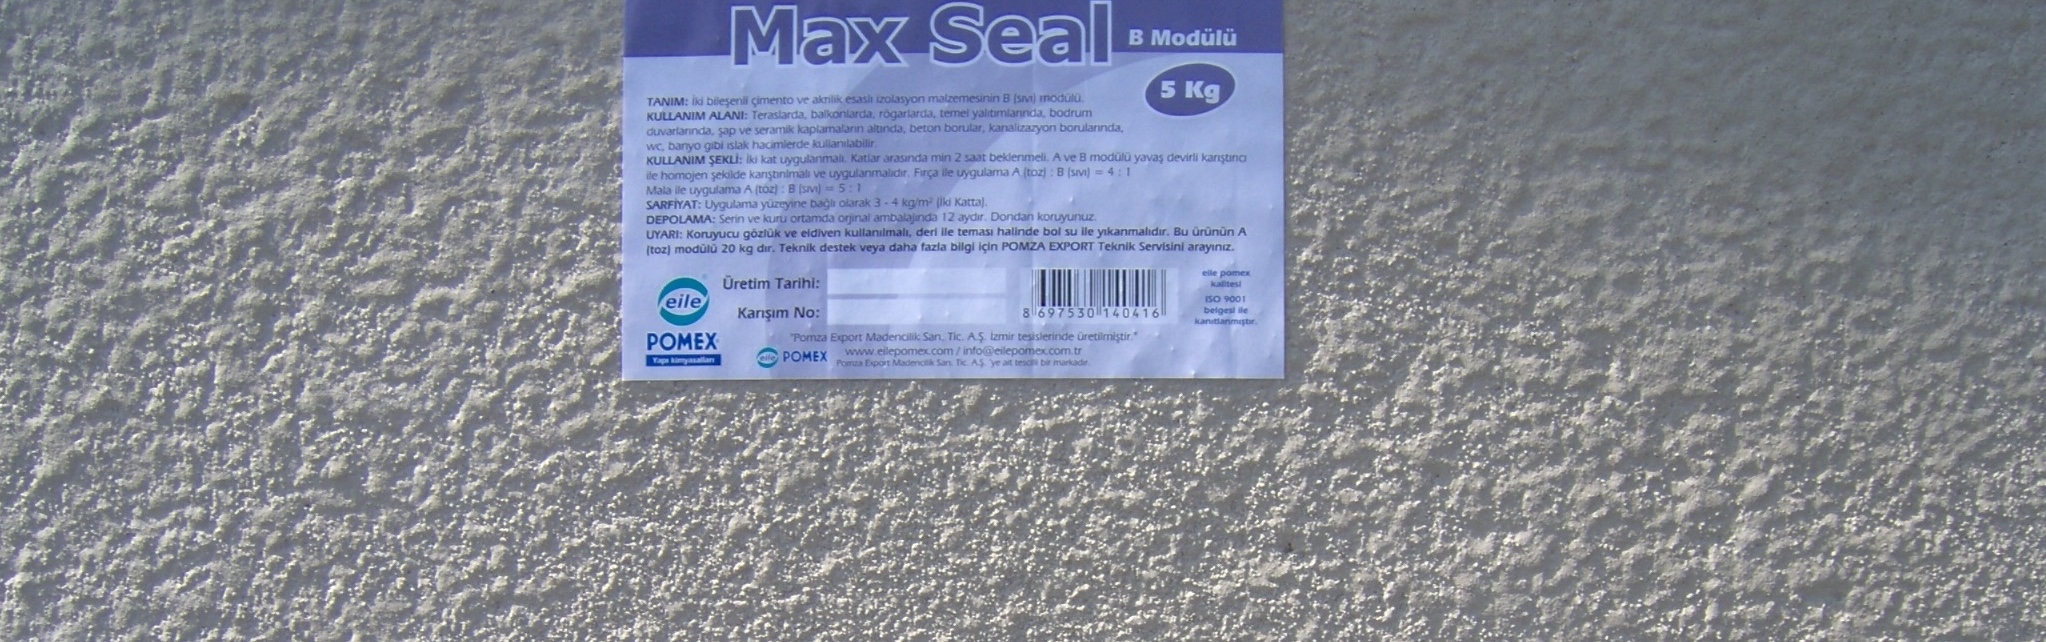 Max Seal B Modülü
5 Kg
TANIM: İki bileşenli çimento ve akrilik esaslı izolasyon malzemesinin B (sıvı) modülü.
KULLANIM ALANI: Teraslarda, balkonlarda, rögarlarda, temel yalıtımlarında, bodrum
duvarlarında, şap ve seramik kaplamaların altında, beton borular, kanalizazyon borularında,
wc, banyo gibi ıslak hacimlerde kullanılabilir.
KULLANIM ŞEKLİ: İki kat uygulanmalı. Katlar arasında min 2 saat beklenmeli. A ve B modülü yavaş devirli karıştırıcı
ile homojen şekilde karıştırılmalı ve uygulanmalıdır. Fırça ile uygulama A (toz) : B (sıvı) = 4 : 1
Mala ile uygulama A (toz) : B (sıvı) = 5 : 1
SARFİYAT: Uygulama yüzeyine bağlı olarak 3 - 4 kg/m² (İki Katta).
DEPOLAMA: Serin ve kuru ortamda orjinal ambalajında 12 aydır. Dondan koruyunuz.
UYARI: Koruyucu gözlük ve eldiven kullanılmalı, deri ile teması halinde bol su ile yıkanmalıdır. Bu ürünün A
(toz) modülü 20 kg dır. Teknik destek veya daha fazla bilgi için POMZA EXPORT Teknik Servisini arayınız.
eile
POMEX
Yapı kimyasalları
Üretim Tarihi:
Karışım No:
8 697530 140416
eile pomex
kalitesi
ISO 9001
belgesi ile
kanıtlanmıştır.
"Pomza Export Madencilik San. Tic. A.Ş. İzmir tesislerinde üretilmiştir."
eile POMEX
www.eilepomex.com / info@eilepomex.com.tr
Pomza Export Madencilik San. Tic. A.Ş. 'ye ait tescilli bir markadır.